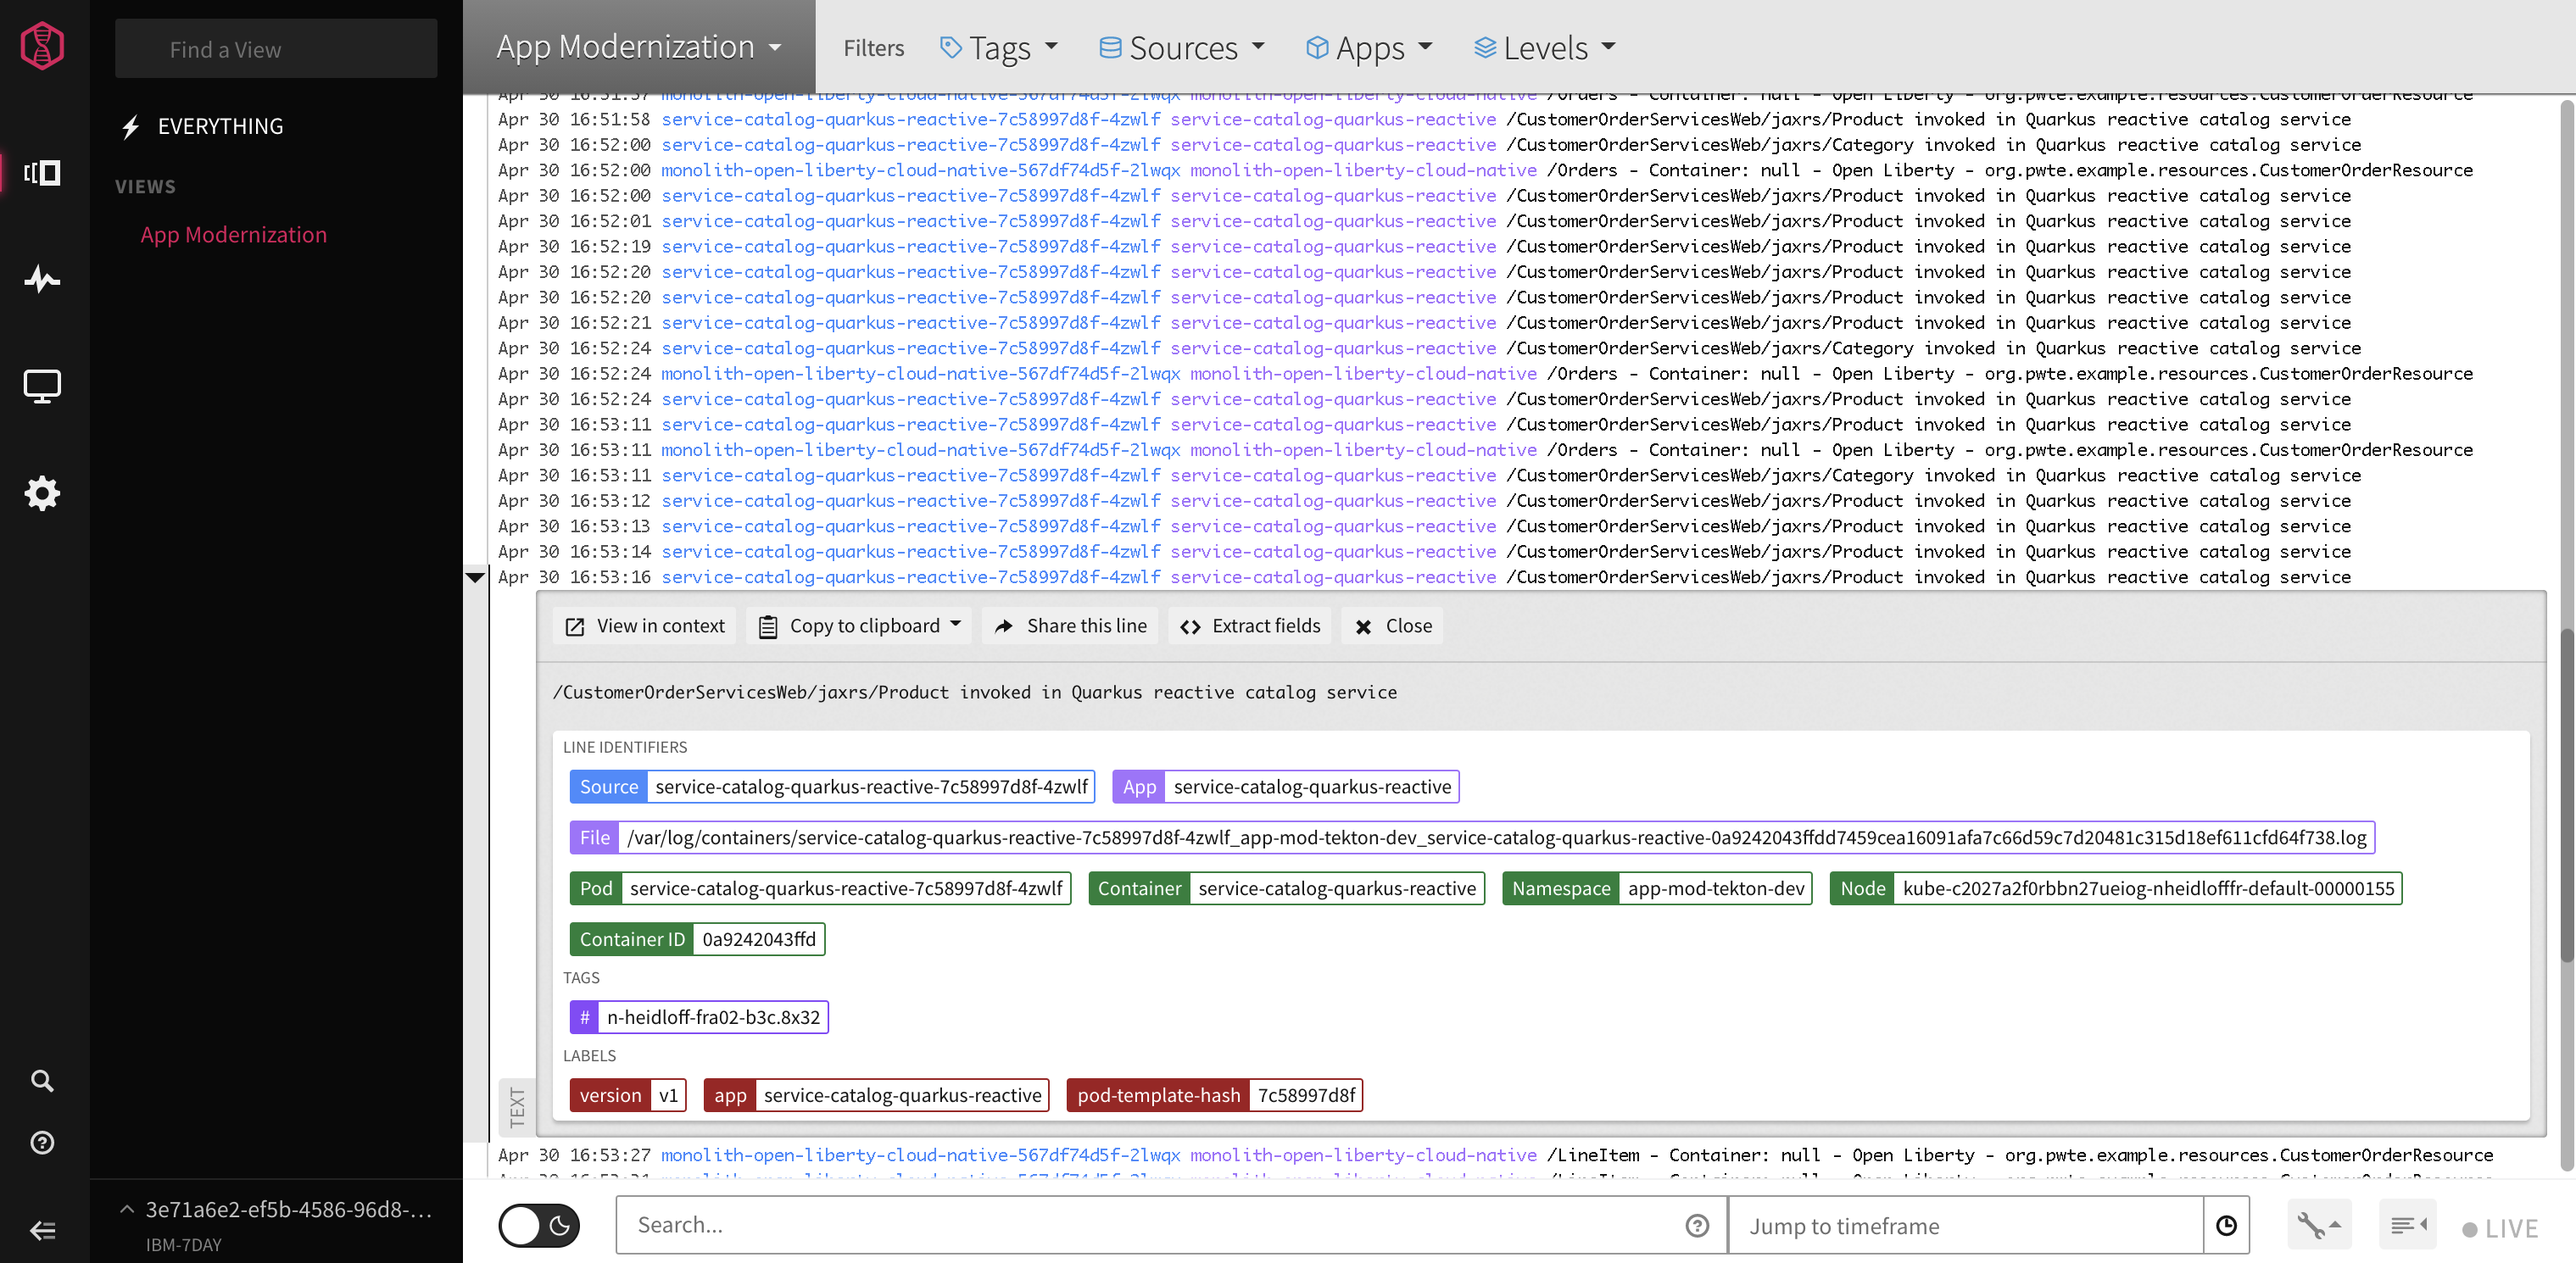 Find a View
EVERYTHING
VIEWS
App Modernization
3e71a6e2-ef5b-4586-96d8-...
IBM-7DAY
App Modernization Filters Tags Sources Apps Levels
Apr 30 16:51:57 monolith-open-liberty-cloud-native-567df74d5f-2lwqx monolith-open-liberty-cloud-native /Orders - Container: null - Open Liberty - org.pwte.example.resources.CustomerOrderResource
Apr 30 16:51:58 service-catalog-quarkus-reactive-7c58997d8f-4zwlf service-catalog-quarkus-reactive /CustomerOrderServicesWeb/jaxrs/Product invoked in Quarkus reactive catalog service
Apr 30 16:52:00 service-catalog-quarkus-reactive-7c58997d8f-4zwlf service-catalog-quarkus-reactive /CustomerOrderServicesWeb/jaxrs/Category invoked in Quarkus reactive catalog service
Apr 30 16:52:00 monolith-open-liberty-cloud-native-567df74d5f-2lwqx monolith-open-liberty-cloud-native /Orders - Container: null - Open Liberty - org.pwte.example.resources.CustomerOrderResource
Apr 30 16:52:00 service-catalog-quarkus-reactive-7c58997d8f-4zwlf service-catalog-quarkus-reactive /CustomerOrderServicesWeb/jaxrs/Product invoked in Quarkus reactive catalog service
Apr 30 16:52:01 service-catalog-quarkus-reactive-7c58997d8f-4zwlf service-catalog-quarkus-reactive /CustomerOrderServicesWeb/jaxrs/Product invoked in Quarkus reactive catalog service
Apr 30 16:52:19 service-catalog-quarkus-reactive-7c58997d8f-4zwlf service-catalog-quarkus-reactive /CustomerOrderServicesWeb/jaxrs/Product invoked in Quarkus reactive catalog service
Apr 30 16:52:20 service-catalog-quarkus-reactive-7c58997d8f-4zwlf service-catalog-quarkus-reactive /CustomerOrderServicesWeb/jaxrs/Product invoked in Quarkus reactive catalog service
Apr 30 16:52:20 service-catalog-quarkus-reactive-7c58997d8f-4zwlf service-catalog-quarkus-reactive /CustomerOrderServicesWeb/jaxrs/Product invoked in Quarkus reactive catalog service
Apr 30 16:52:21 service-catalog-quarkus-reactive-7c58997d8f-4zwlf service-catalog-quarkus-reactive /CustomerOrderServicesWeb/jaxrs/Product invoked in Quarkus reactive catalog service
Apr 30 16:52:24 service-catalog-quarkus-reactive-7c58997d8f-4zwlf service-catalog-quarkus-reactive /CustomerOrderServicesWeb/jaxrs/Category invoked in Quarkus reactive catalog service
Apr 30 16:52:24 monolith-open-liberty-cloud-native-567df74d5f-2lwqx monolith-open-liberty-cloud-native /Orders - Container: null - Open Liberty - org.pwte.example.resources.CustomerOrderResource
Apr 30 16:52:24 service-catalog-quarkus-reactive-7c58997d8f-4zwlf service-catalog-quarkus-reactive /CustomerOrderServicesWeb/jaxrs/Product invoked in Quarkus reactive catalog service
Apr 30 16:53:11 service-catalog-quarkus-reactive-7c58997d8f-4zwlf service-catalog-quarkus-reactive /CustomerOrderServicesWeb/jaxrs/Product invoked in Quarkus reactive catalog service
Apr 30 16:53:11 monolith-open-liberty-cloud-native-567df74d5f-2lwqx monolith-open-liberty-cloud-native /Orders - Container: null - Open Liberty - org.pwte.example.resources.CustomerOrderResource
Apr 30 16:53:11 service-catalog-quarkus-reactive-7c58997d8f-4zwlf service-catalog-quarkus-reactive /CustomerOrderServicesWeb/jaxrs/Category invoked in Quarkus reactive catalog service
Apr 30 16:53:12 service-catalog-quarkus-reactive-7c58997d8f-4zwlf service-catalog-quarkus-reactive /CustomerOrderServicesWeb/jaxrs/Product invoked in Quarkus reactive catalog service
Apr 30 16:53:13 service-catalog-quarkus-reactive-7c58997d8f-4zwlf service-catalog-quarkus-reactive /CustomerOrderServicesWeb/jaxrs/Product invoked in Quarkus reactive catalog service
Apr 30 16:53:14 service-catalog-quarkus-reactive-7c58997d8f-4zwlf service-catalog-quarkus-reactive /CustomerOrderServicesWeb/jaxrs/Product invoked in Quarkus reactive catalog service
Apr 30 16:53:16 service-catalog-quarkus-reactive-7c58997d8f-4zwlf service-catalog-quarkus-reactive /CustomerOrderServicesWeb/jaxrs/Product invoked in Quarkus reactive catalog service
View in context Copy to clipboard Share this line Extract fields Close
/CustomerOrderServicesWeb/jaxrs/Product invoked in Quarkus reactive catalog service
LINE IDENTIFIERS
Source service-catalog-quarkus-reactive-7c58997d8f-4zwlf App service-catalog-quarkus-reactive
File /var/log/containers/service-catalog-quarkus-reactive-7c58997d8f-4zwlf_app-mod-tekton-dev_service-catalog-quarkus-reactive-0a9242043ffdd7459cea16091afa7c66d59c7d20481c315d18ef611cfd64f738.log
Pod service-catalog-quarkus-reactive-7c58997d8f-4zwlf Container service-catalog-quarkus-reactive Namespace app-mod-tekton-dev Node kube-c2027a2f0rbbn27ueiog-nheidlofffr-default-00000155
Container ID 0a9242043ffd
TAGS
# n-heidloff-fra02-b3c.8x32
LABELS
version v1 app service-catalog-quarkus-reactive pod-template-hash 7c58997d8f
TEXT
Apr 30 16:53:27 monolith-open-liberty-cloud-native-567df74d5f-2lwqx monolith-open-liberty-cloud-native /LineItem - Container: null - Open Liberty - org.pwte.example.resources.CustomerOrderResource
Search... Jump to timeframe LIVE